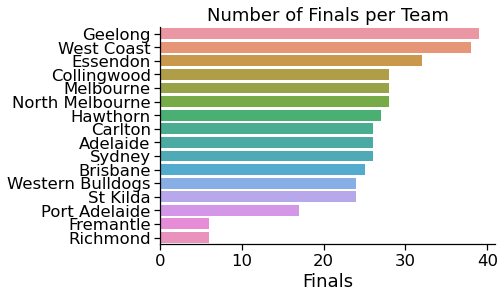 Number of Finals per Team
Geelong
West Coast
Essendon
Collingwood
Melbourne
North Melbourne
Hawthorn
Carlton
Adelaide
Sydney
Brisbane
Western Bulldogs
St Kilda
Port Adelaide
Fremantle
Richmond
0 10 20 30 40
Finals